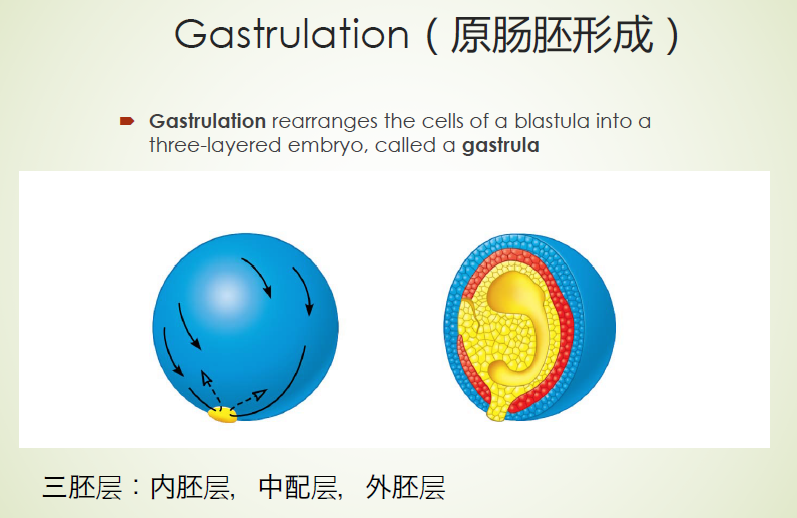 Gastrulation（原肠胚形成）
Gastrulation rearranges the cells of a blastula into a
three-layered embryo, called a gastrula
三胚层：内胚层，中配层，外胚层